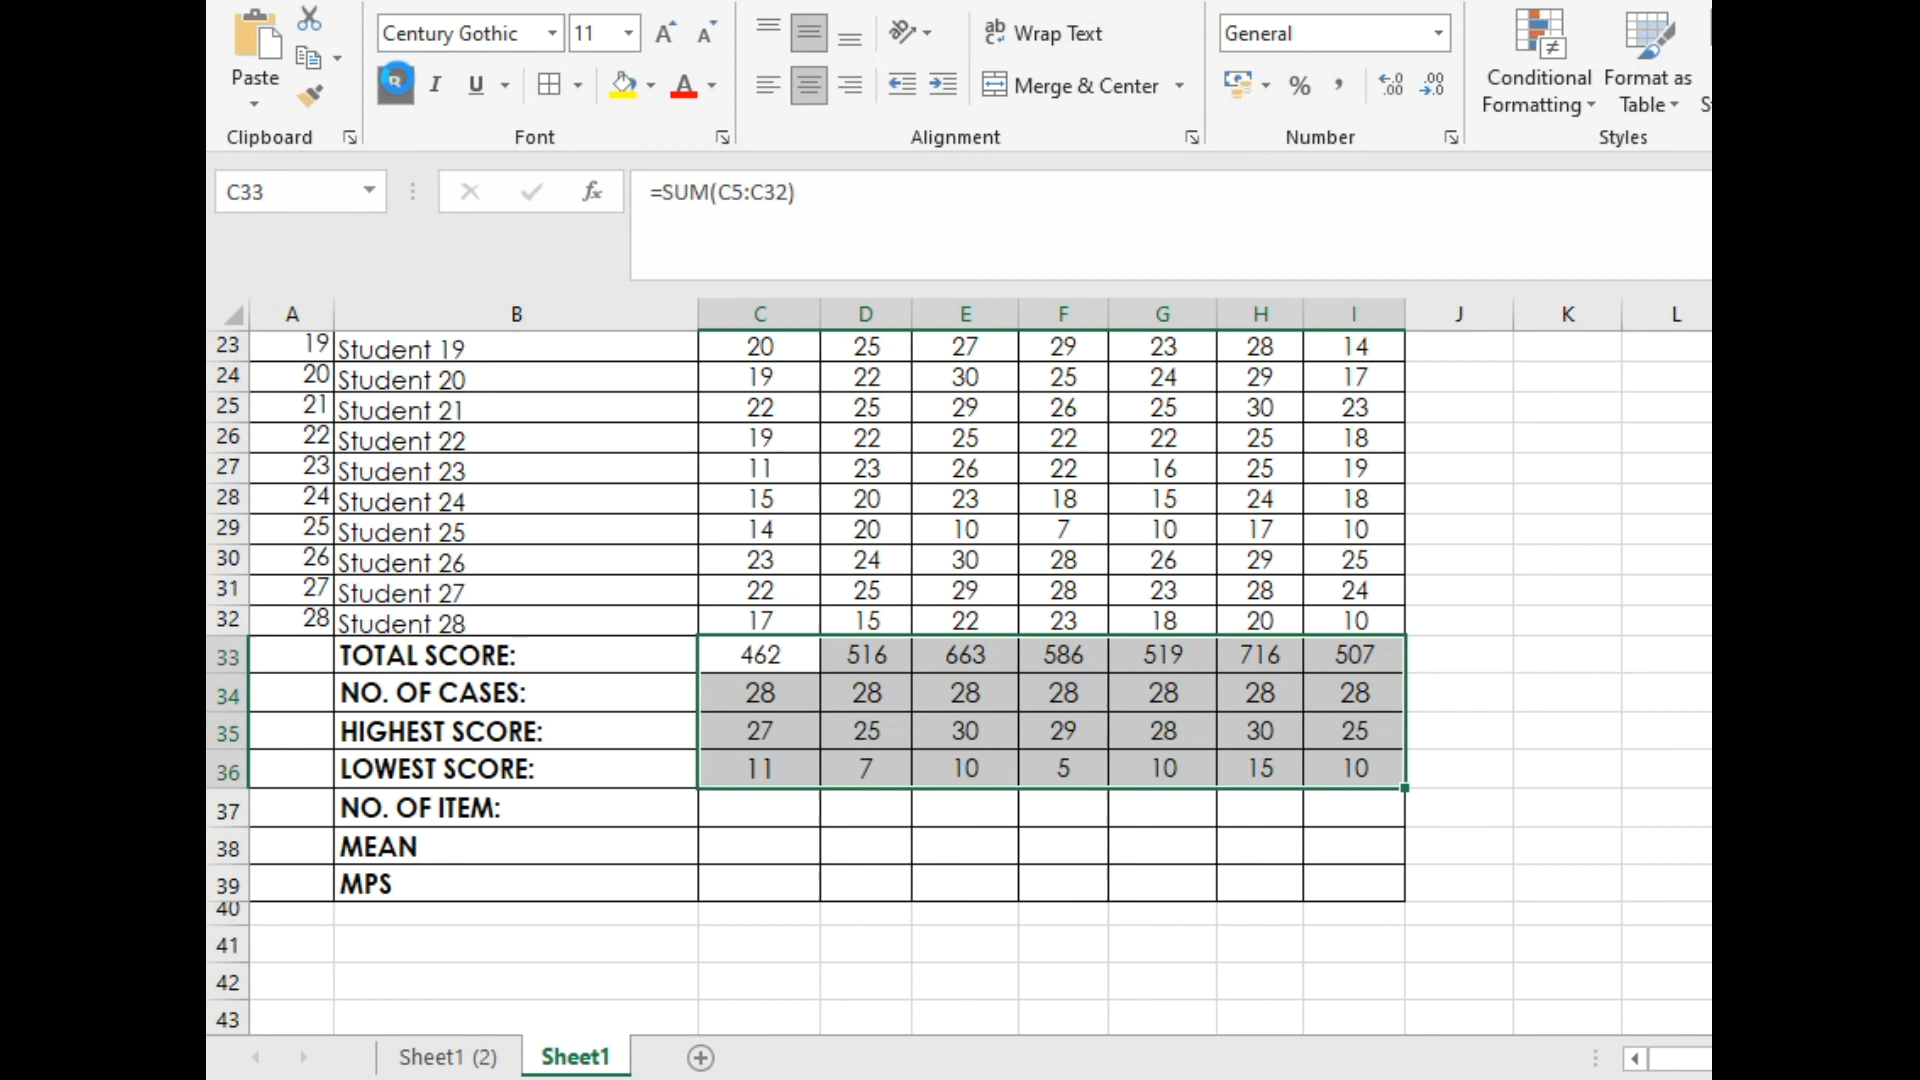 Century Gothic 11 Wrap Text General
Paste I U Merge & Center % , Conditional Formatting Format as Table
Clipboard Font Alignment Number Styles
C33 fx =SUM(C5:C32)
A B C D E F G H I J K L
23 19 Student 19 20 25 27 29 23 28 14
24 20 Student 20 19 22 30 25 24 29 17
25 21 Student 21 22 25 29 26 25 30 23
26 22 Student 22 19 22 25 22 22 25 18
27 23 Student 23 11 23 26 22 16 25 19
28 24 Student 24 15 20 23 18 15 24 18
29 25 Student 25 14 20 10 7 10 17 10
30 26 Student 26 23 24 30 28 26 29 25
31 27 Student 27 22 25 29 28 23 28 24
32 28 Student 28 17 15 22 23 18 20 10
33 TOTAL SCORE: 462 516 663 586 519 716 507
34 NO. OF CASES: 28 28 28 28 28 28 28
35 HIGHEST SCORE: 27 25 30 29 28 30 25
36 LOWEST SCORE: 11 7 10 5 10 15 10
37 NO. OF ITEM:
38 MEAN
39 MPS
40
41
42
43
Sheet1 (2) Sheet1